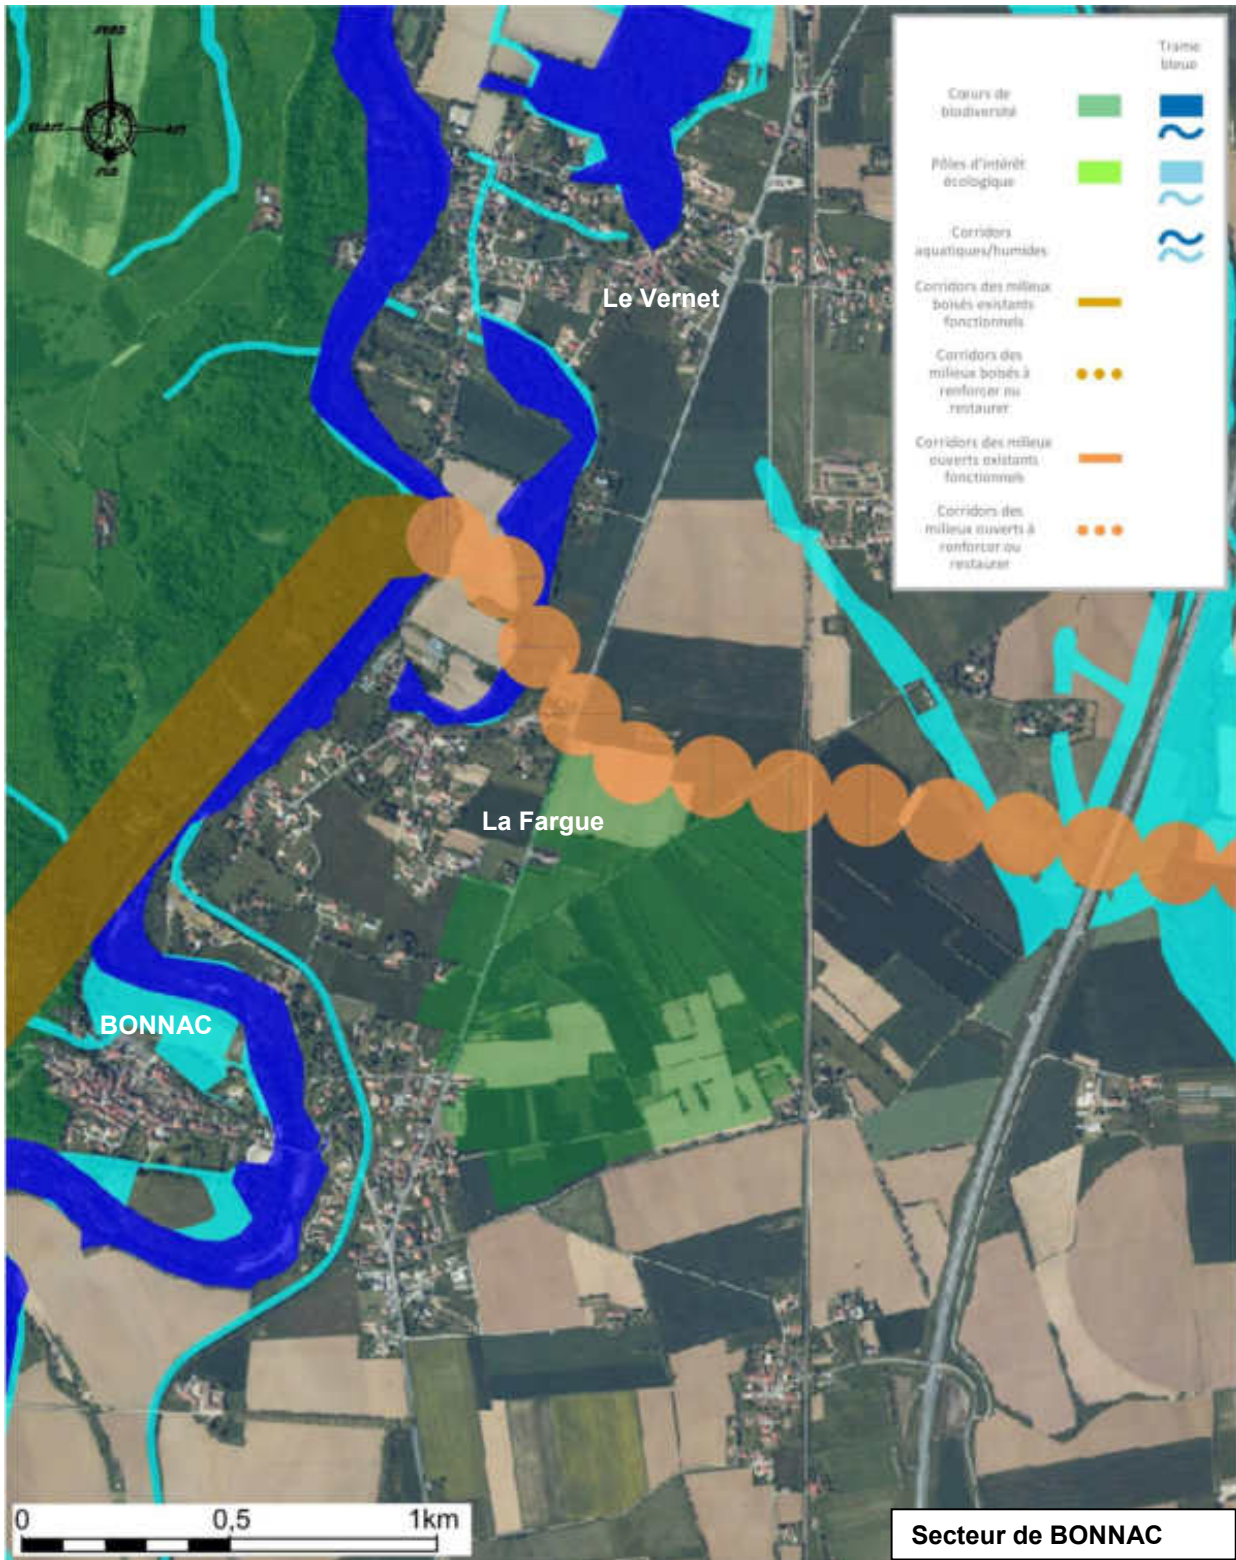 Trame
bleue
Cœurs de
biodiversité
Pôles d'intérêt
écologique
Corridors
aquatiques/humides
Corridors des milieux
boisés existants
fonctionnels
Corridors des
milieux boisés à
renforcer ou
restaurer
Corridors des milieux
ouverts existants
fonctionnels
Corridors des
milieux ouverts à
renforcer ou
restaurer
Le Vernet
La Fargue
BONNAC
0 0,5 1km
Secteur de BONNAC